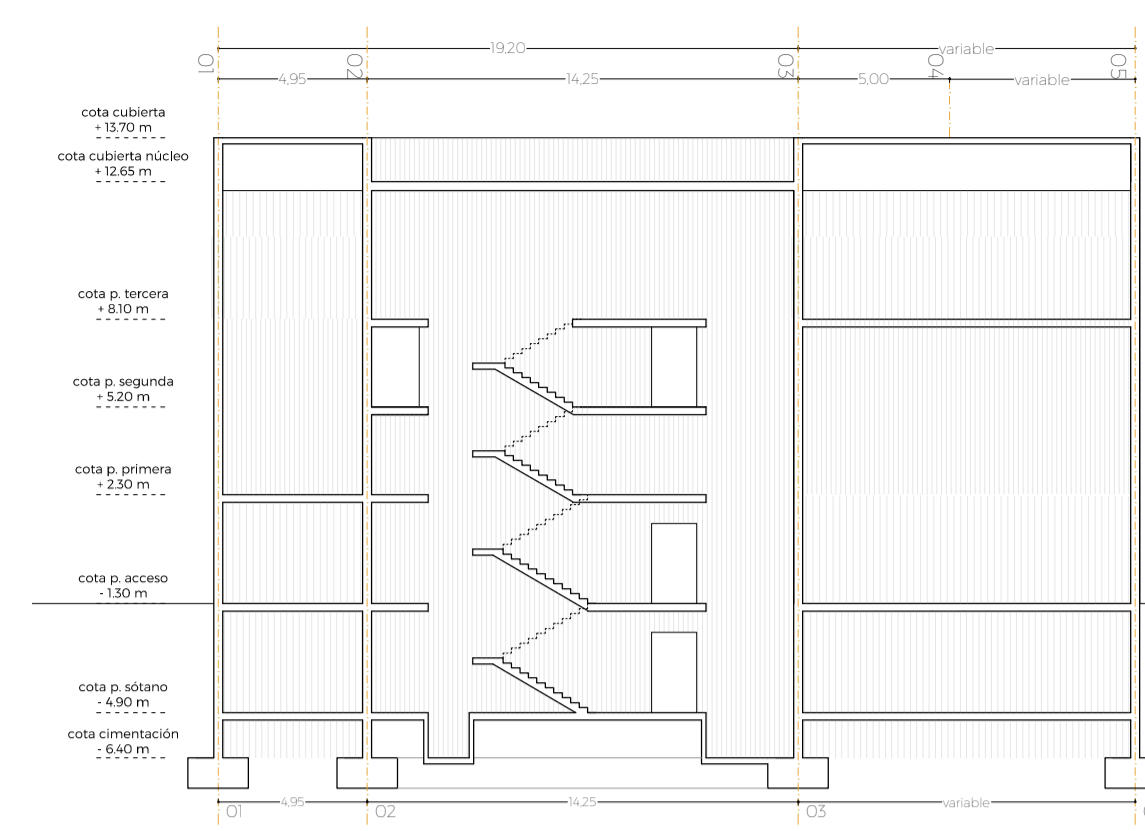 19,20
variable
01
02
03
04
05
4,95
14,25
5,00
variable
cota cubierta
+ 13.70 m
cota cubierta núcleo
+ 12.65 m
cota p. tercera
+ 8.10 m
cota p. segunda
+ 5.20 m
cota p. primera
+ 2.30 m
cota p. acceso
- 1.30 m
cota p. sótano
- 4.90 m
cota cimentación
- 6.40 m
4,95
14,25
variable
01
02
03